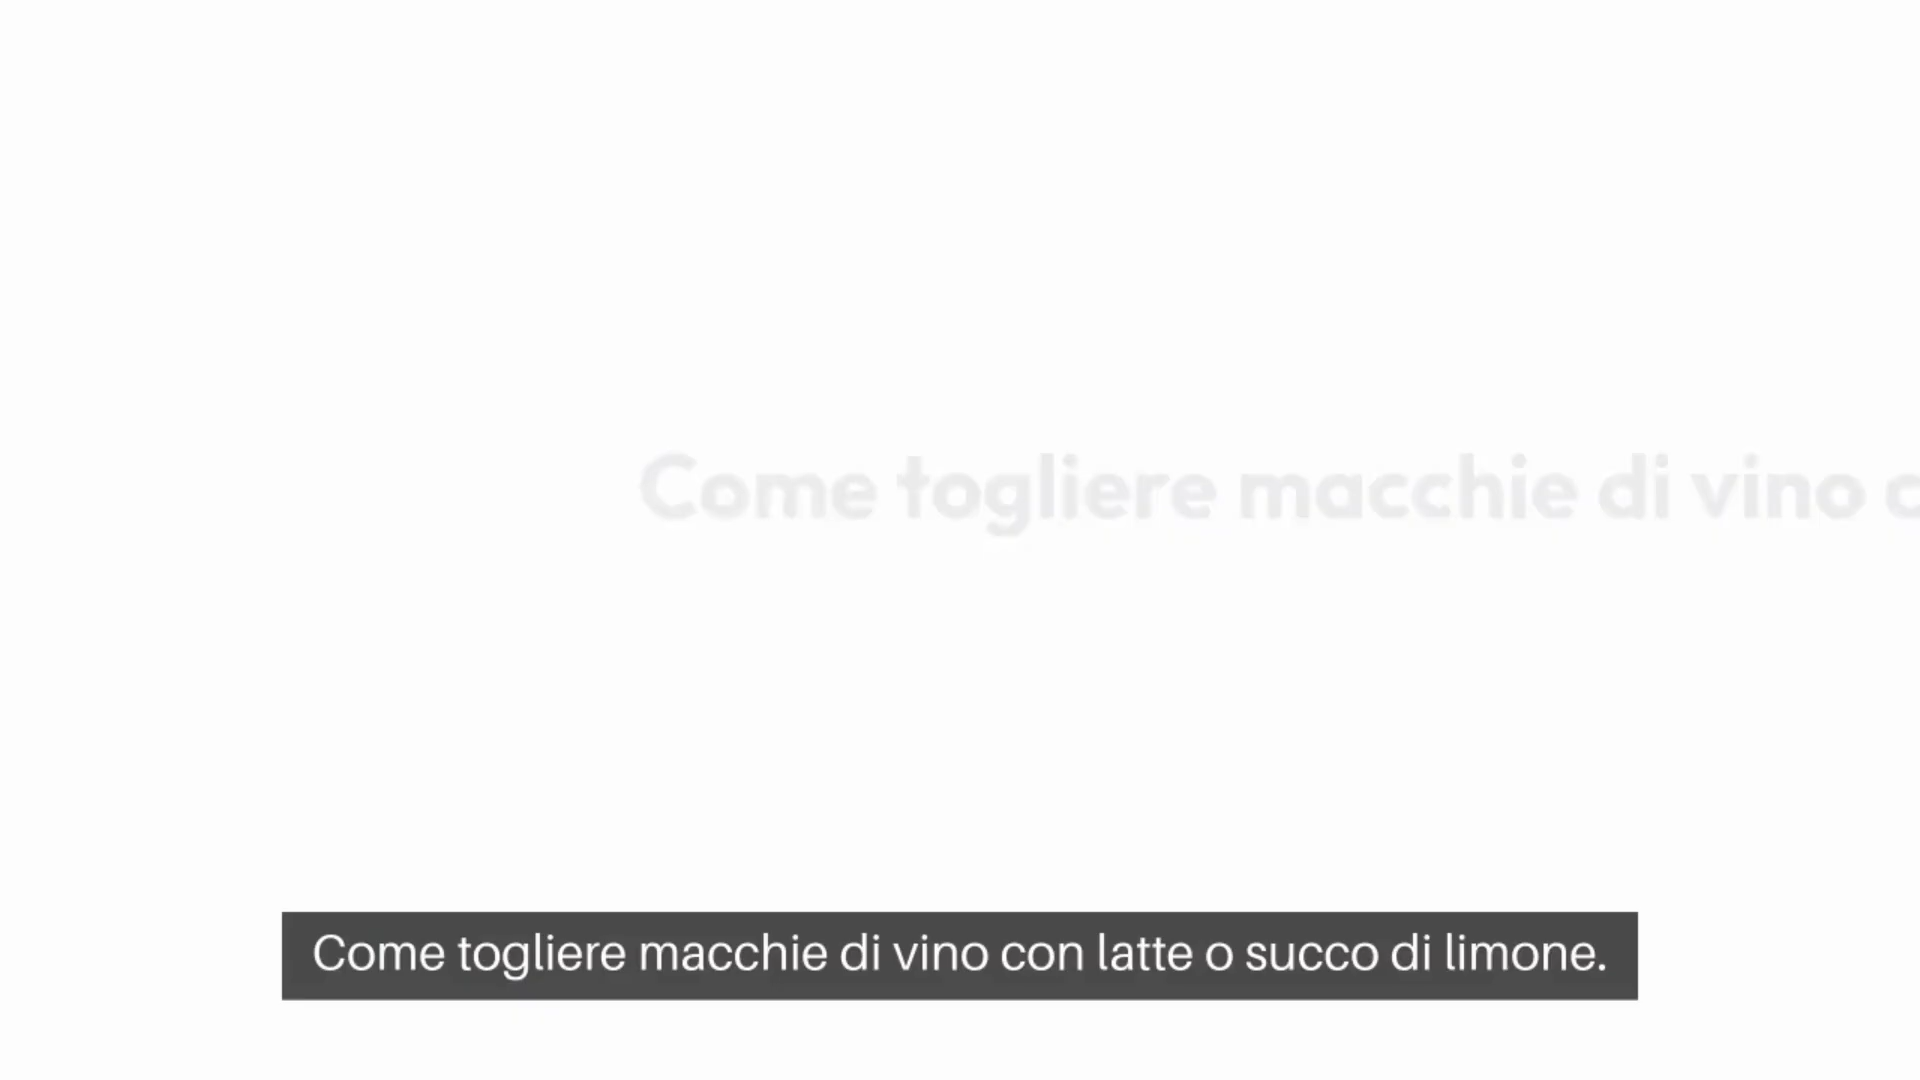 Come togliere macchie di vino
Come togliere macchie di vino con latte o succo di limone.